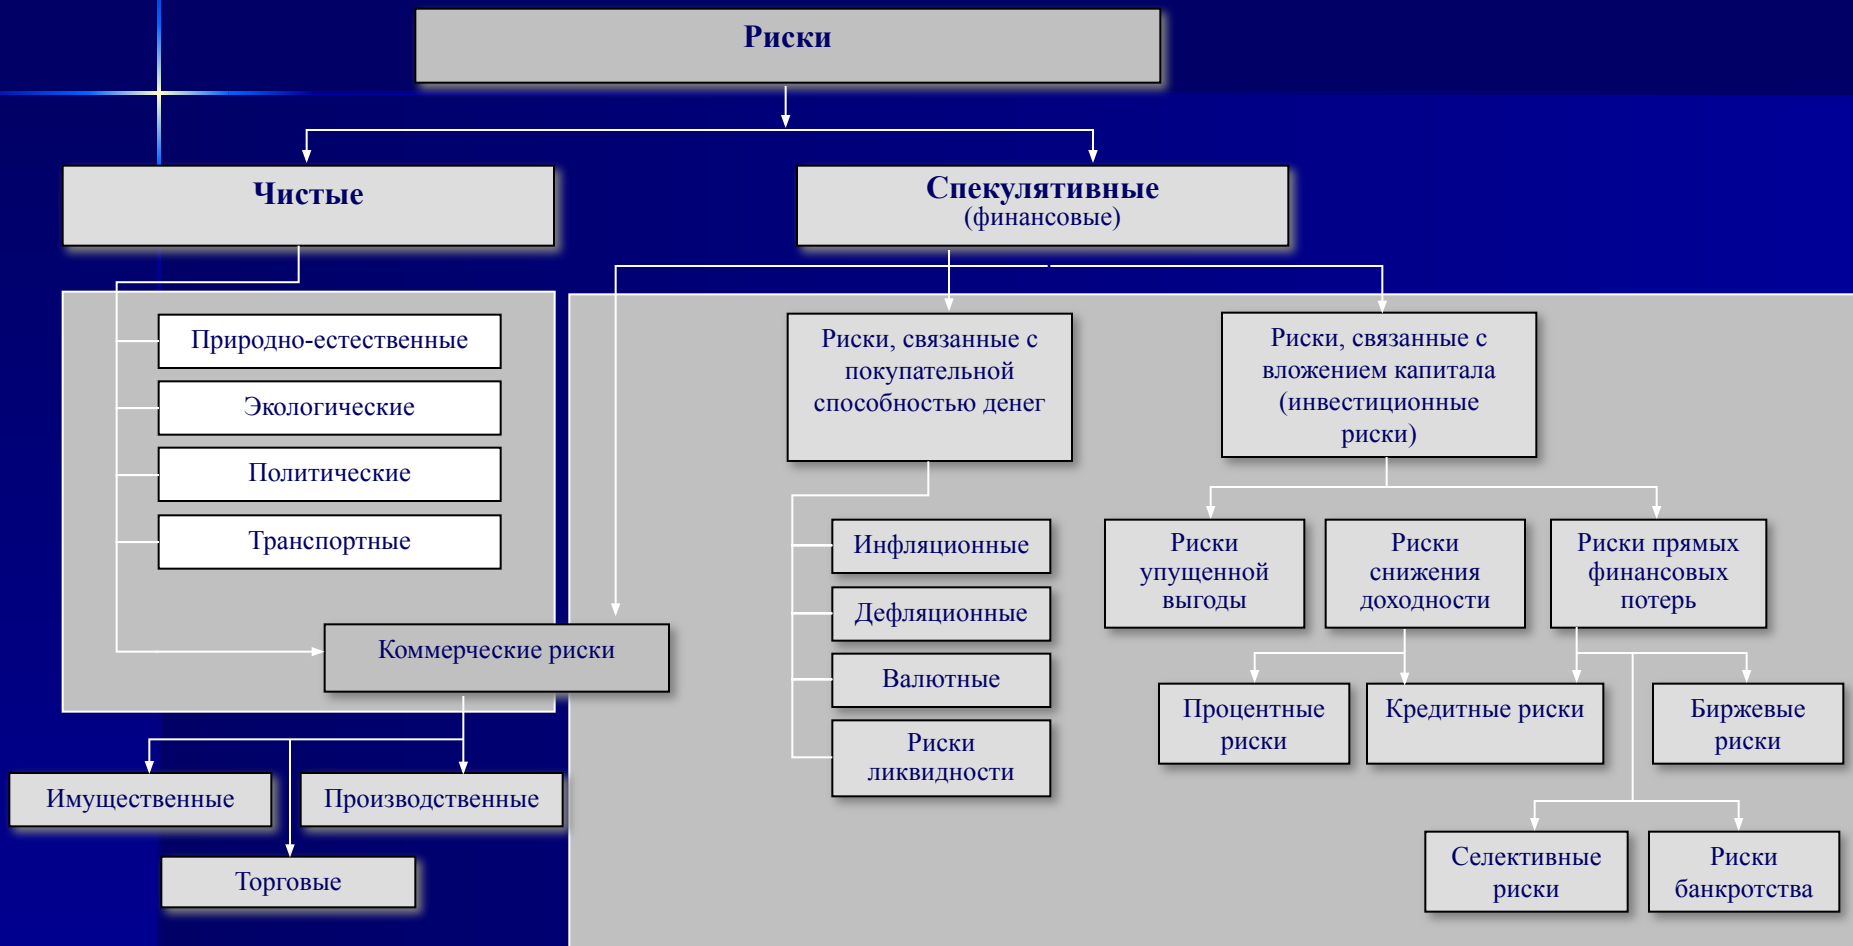 Риски
Чистые
Спекулятивные
(финансовые)
Природно-естественные
Экологические
Политические
Транспортные
Коммерческие риски
Имущественные
Производственные
Торговые
Риски, связанные с
покупательной
способностью денег
Инфляционные
Дефляционные
Валютные
Риски
ликвидности
Риски, связанные с
вложением капитала
(инвестиционные
риски)
Риски
упущенной
выгоды
Риски
снижения
доходности
Риски прямых
финансовых
потерь
Процентные
риски
Кредитные риски
Биржевые
риски
Селективные
риски
Риски
банкротства